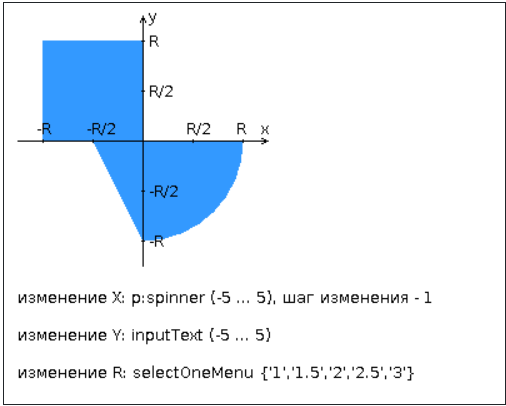 y
R
R/2
-R -R/2 R/2 R x
-R/2
-R
изменение X: p:spinner (-5 ... 5), шаг изменения - 1
изменение Y: inputText (-5 ... 5)
изменение R: selectOneMenu {'1','1.5','2','2.5','3'}